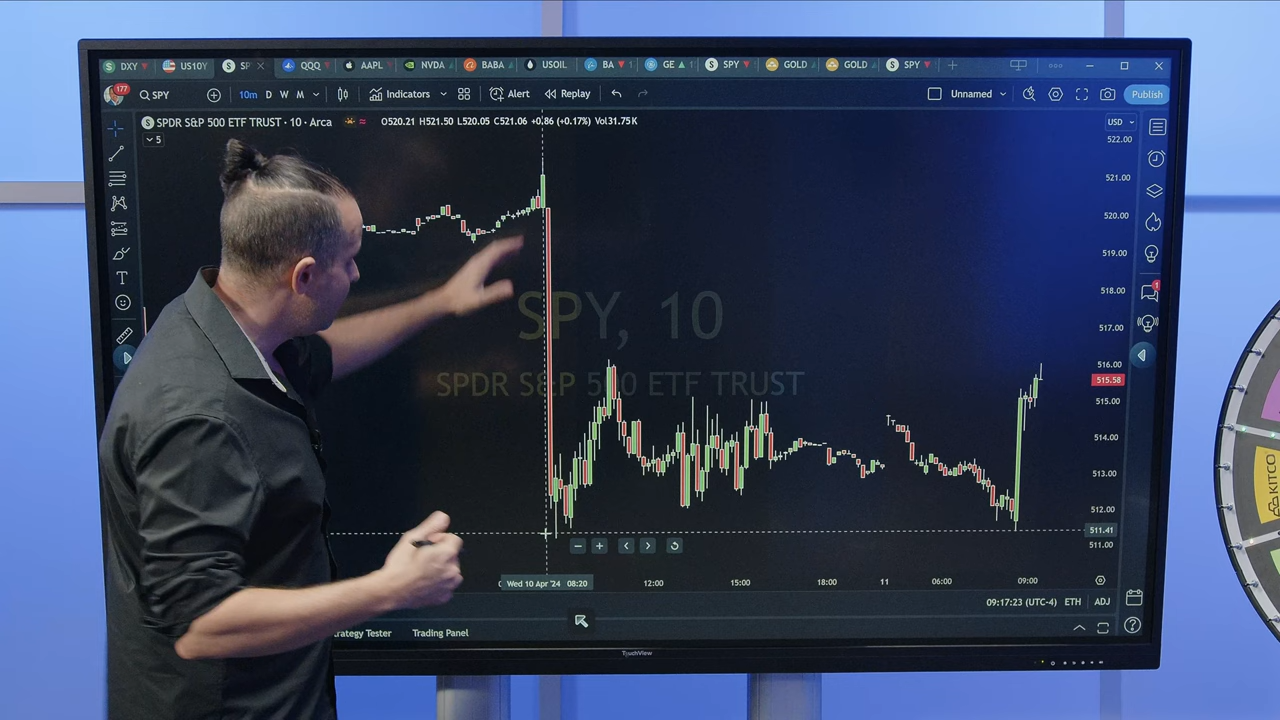 DXY US10Y SP QQQ AAPL NVDA BABA USOIL BA 1 GE 1 SPY GOLD GOLD SPY
177
SPY 10m D W M Indicators Alert Replay Unnamed Publish
SPDR S&P 500 ETF TRUST · 10 · Arca O520.21 H521.50 L520.05 C521.06 +0.86 (+0.17%) Vol31.75K
USD
5
522.00
521.00
520.00
519.00
518.00
517.00
516.00
515.58
515.00
514.00
513.00
512.00
511.41
511.00
T
1
SPY, 10
SPDR S&P 500 ETF TRUST
Wed 10 Apr '24 08:20 12:00 15:00 18:00 11 06:00 09:00
09:17:23 (UTC-4) ETH ADJ
rategy Tester Trading Panel
TouchView
KITCO